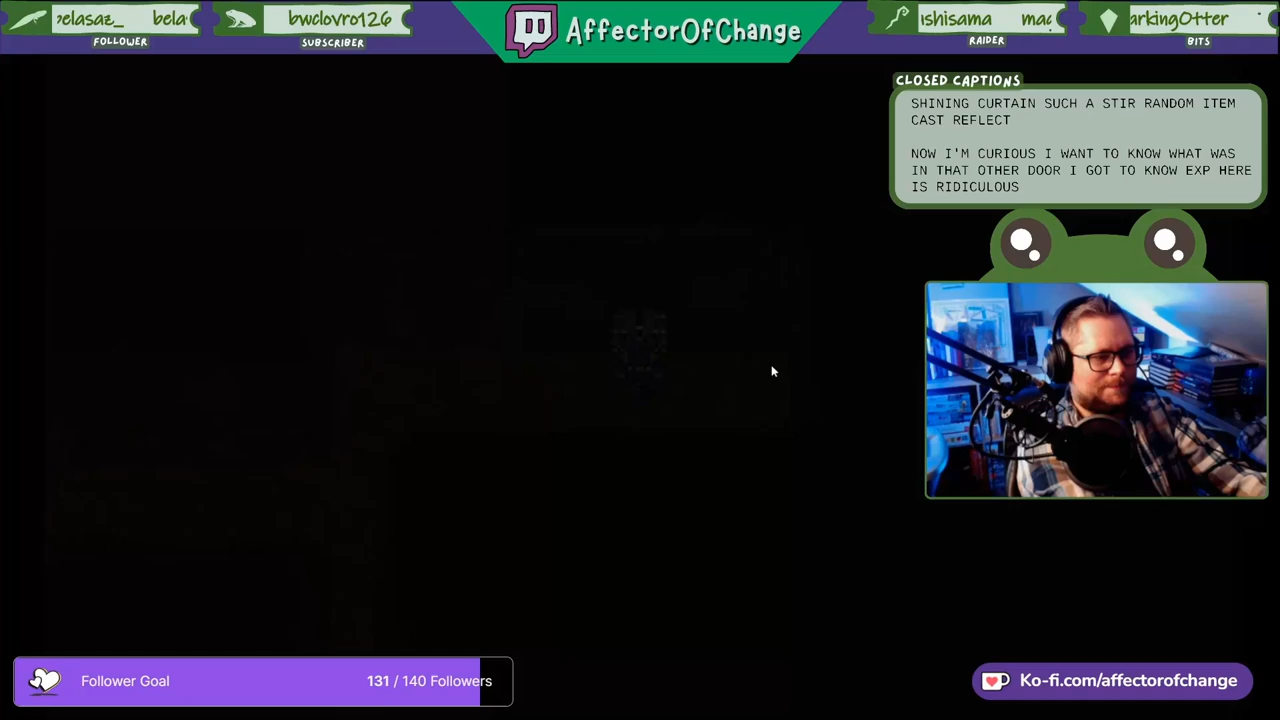 elasaz_ bela
FOLLOWER
bwclovro126
SUBSCRIBER
AffectorOfChange
ishisama
RAIDER
arkingOtter
BITS
CLOSED CAPTIONS
SHINING CURTAIN SUCH A STIR RANDOM ITEM
CAST REFLECT
NOW I'M CURIOUS I WANT TO KNOW WHAT WAS
IN THAT OTHER DOOR I GOT TO KNOW EXP HERE
IS RIDICULOUS
Follower Goal
131 / 140 Followers
Ko-fi.com/affectorofchange